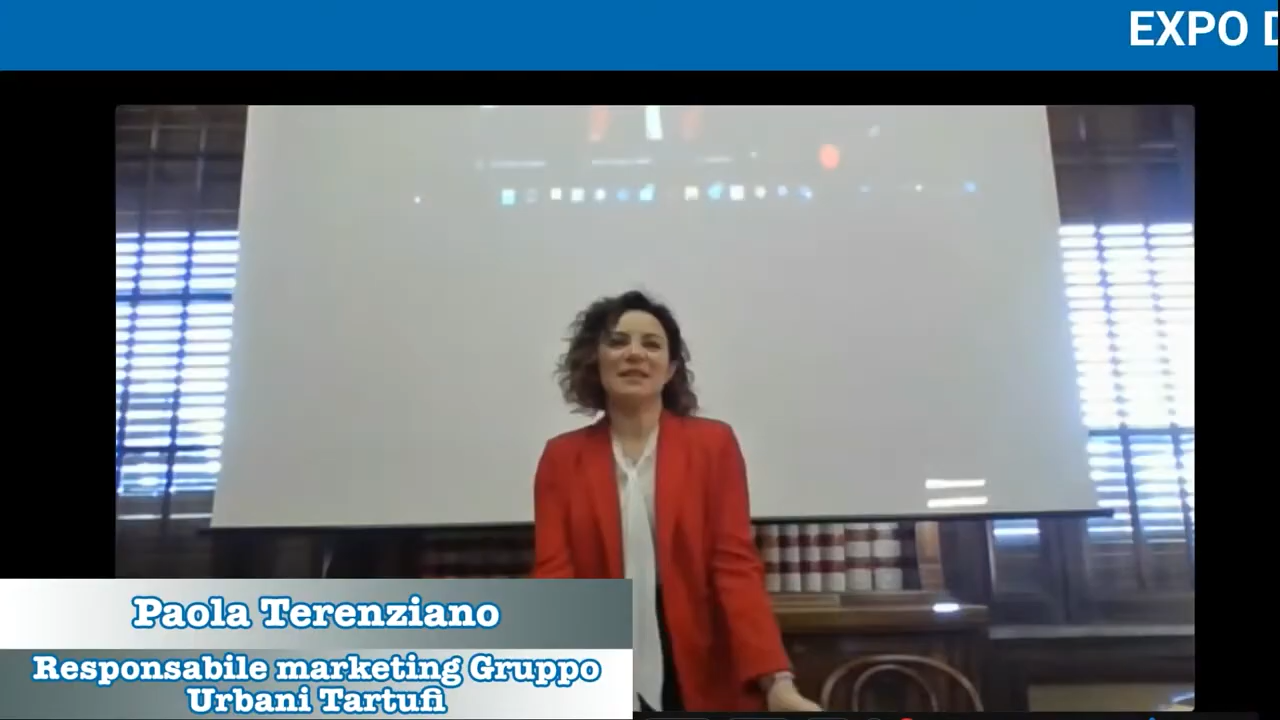 EXPO
Paola Terenziano
Responsabile marketing Gruppo
Urbani Tartufi